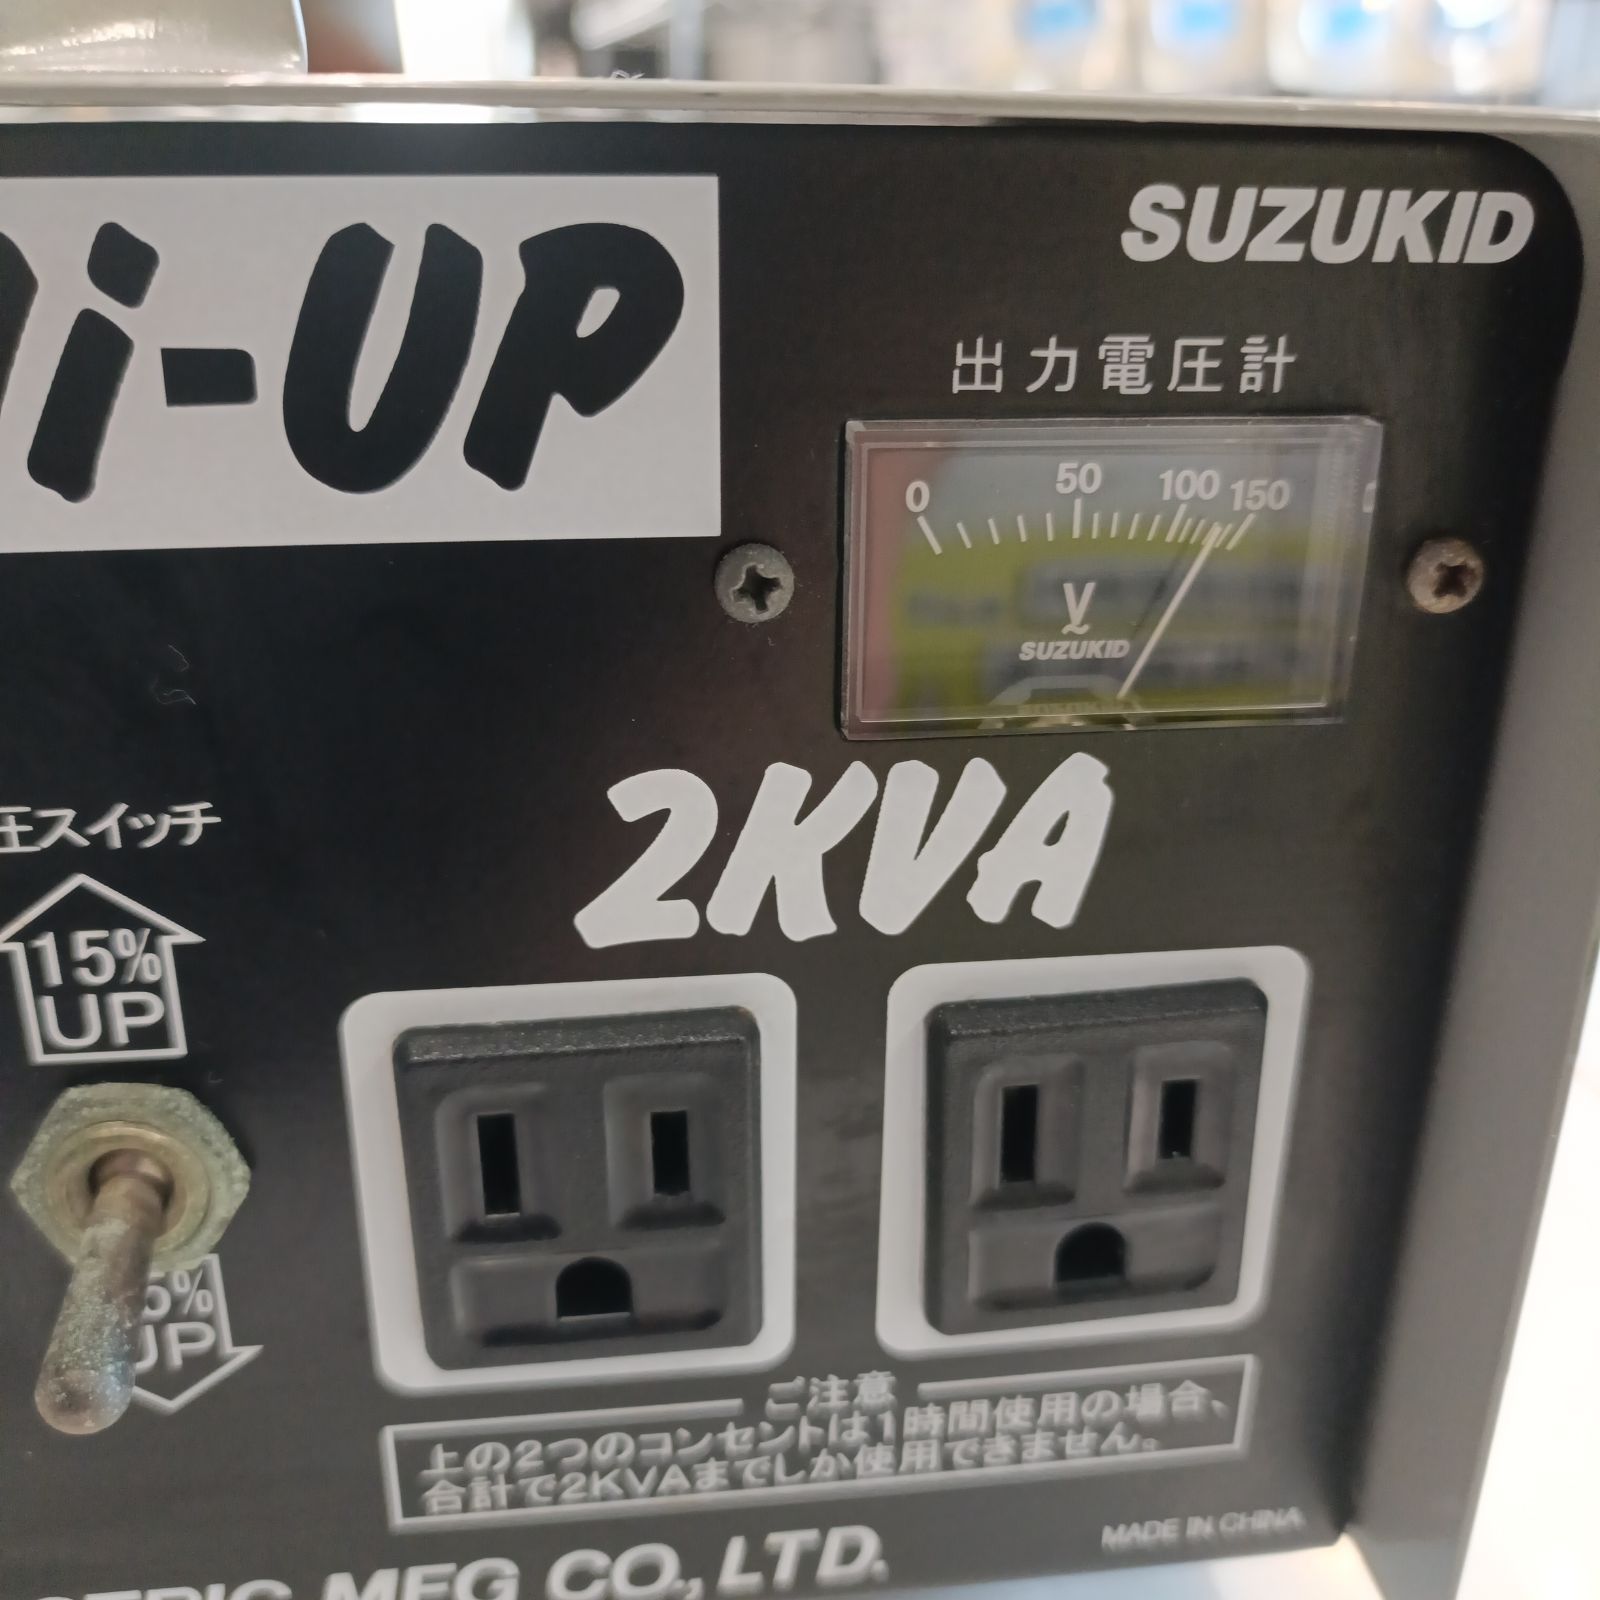 SUZUKID
i-UP
出力電圧計
0 50 100 150
V
SUZUKID
2KVA
圧スイッチ
15%
UP
5%
UP
ご注意
上の2つのコンセントは1時間使用の場合、
合計で2KVAまでしか使用できません。
MADE IN CHINA
MFG CO., LTD.